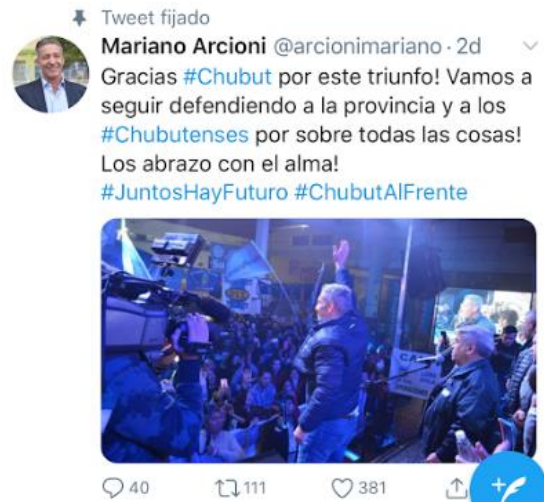 Tweet fijado
Mariano Arcioni @arcionimariano · 2d
Gracias #Chubut por este triunfo! Vamos a
seguir defendiendo a la provincia y a los
#Chubutenses por sobre todas las cosas!
Los abrazo con el alma!
#JuntosHayFuturo #ChubutAlFrente
40 111 381